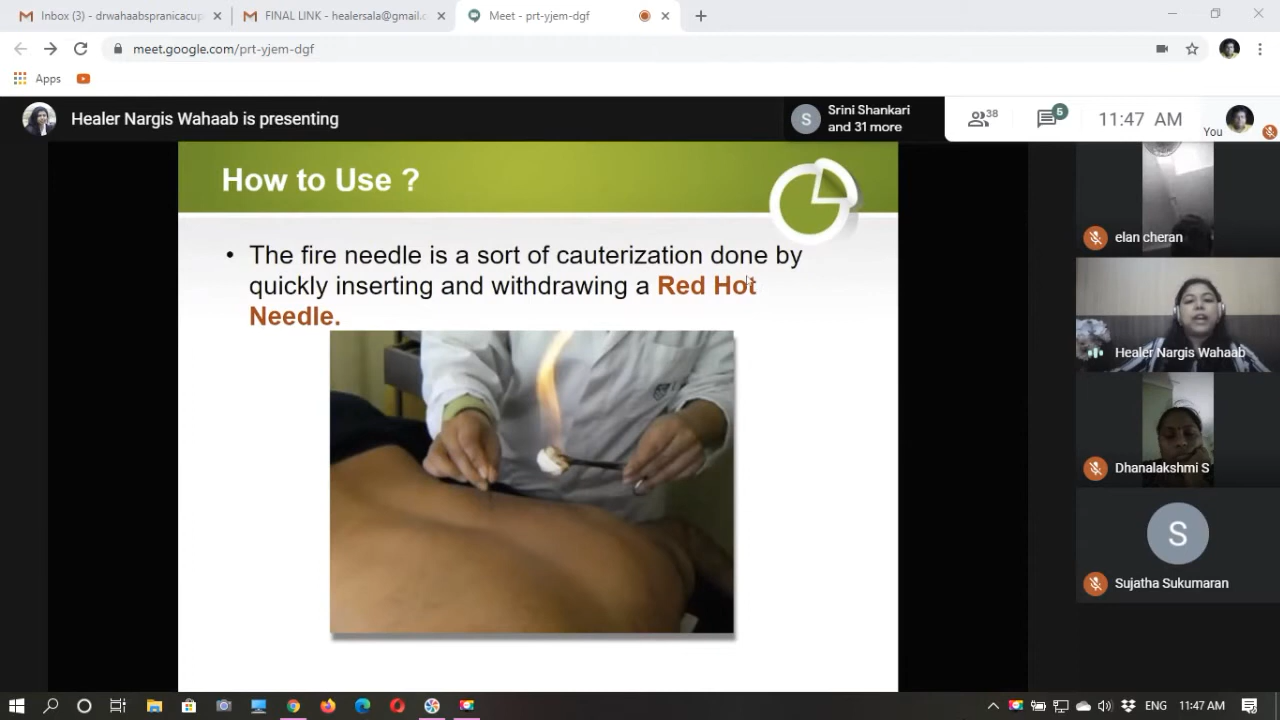 Inbox (3) - drwahaabspranicacup
FINAL LINK - healersala@gmail.c
Meet - prt-yjem-dgf
meet.google.com/prt-yjem-dgf
Apps
Healer Nargis Wahaab is presenting
Srini Shankari
and 31 more
38
5
11:47 AM
You
How to Use ?
• The fire needle is a sort of cauterization done by
quickly inserting and withdrawing a Red Hot
Needle.
elan cheran
Healer Nargis Wahaab
Dhanalakshmi S
S
Sujatha Sukumaran
ENG 11:47 AM